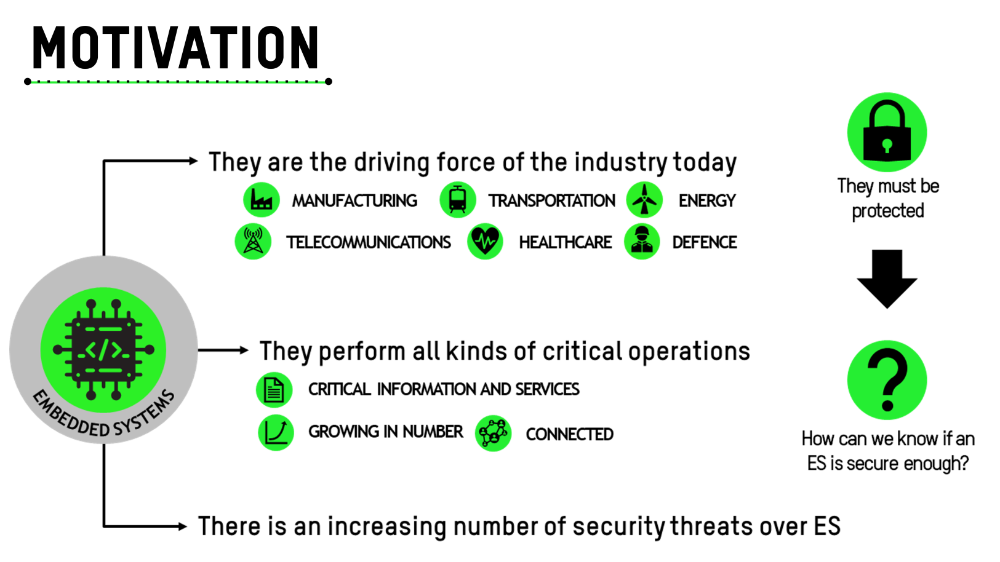 MOTIVATION
They are the driving force of the industry today
MANUFACTURING TRANSPORTATION ENERGY
TELECOMMUNICATIONS HEALTHCARE DEFENCE
EMBEDDED SYSTEMS
They perform all kinds of critical operations
CRITICAL INFORMATION AND SERVICES
GROWING IN NUMBER CONNECTED
There is an increasing number of security threats over ES
They must be
protected
?
How can we know if an
ES is secure enough?